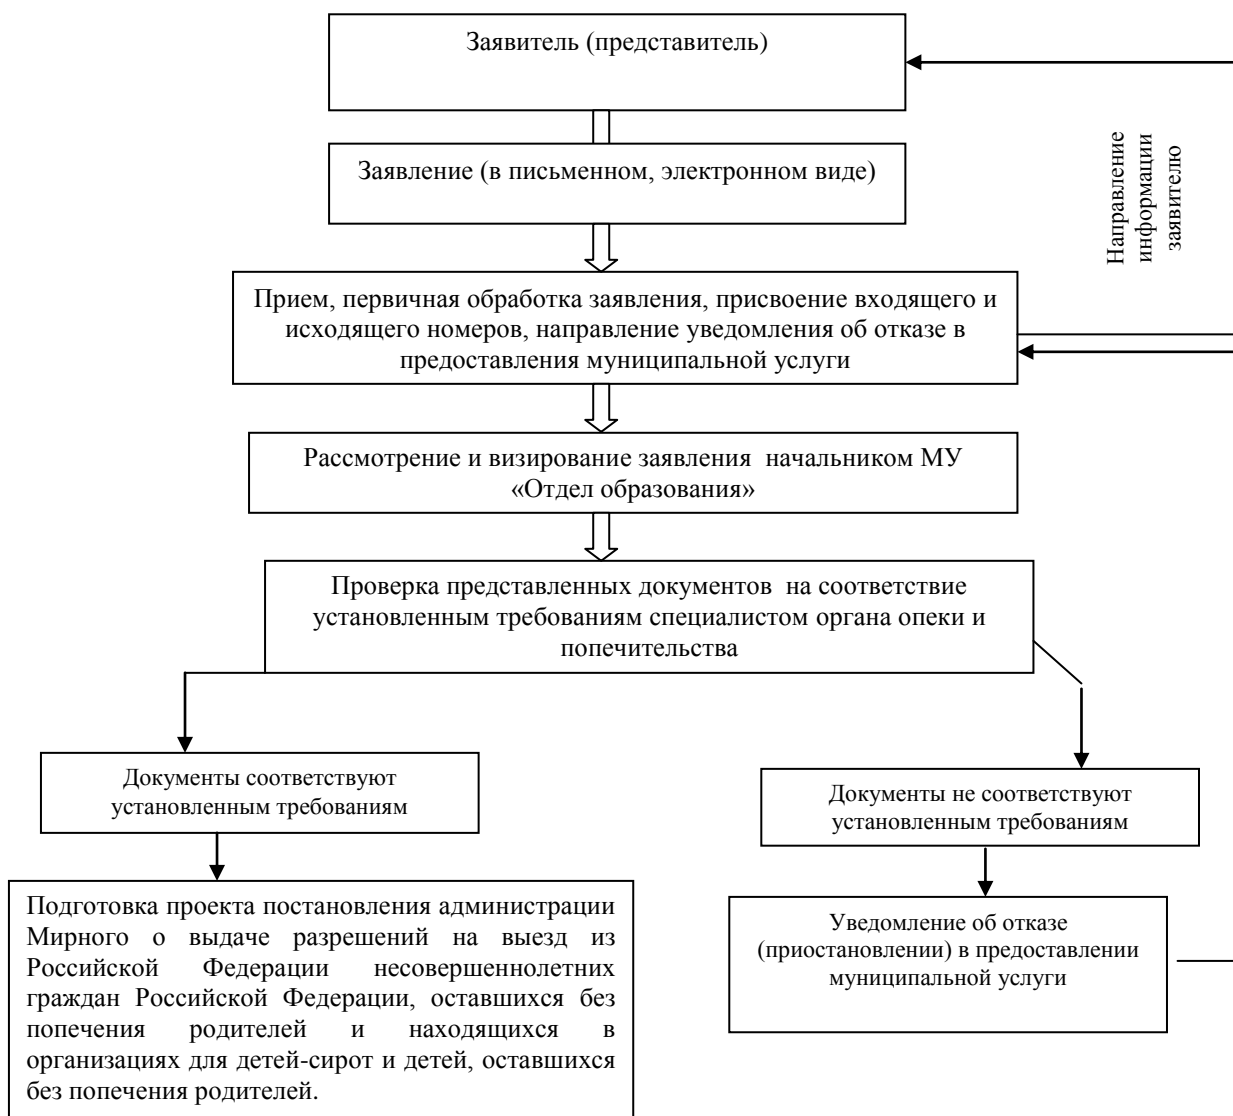 Заявитель (представитель)
Заявление (в письменном, электронном виде)
Направление
информации
заявителю
Прием, первичная обработка заявления, присвоение входящего и
исходящего номеров, направление уведомления об отказе в
предоставления муниципальной услуги
Рассмотрение и визирование заявления начальником МУ
«Отдел образования»
Проверка представленных документов на соответствие
установленным требованиям специалистом органа опеки и
попечительства
Документы соответствуют
установленным требованиям
Документы не соответствуют
установленным требованиям
Подготовка проекта постановления администрации
Мирного о выдаче разрешений на выезд из
Российской Федерации несовершеннолетних
граждан Российской Федерации, оставшихся без
попечения родителей и находящихся в
организациях для детей-сирот и детей, оставшихся
без попечения родителей.
Уведомление об отказе
(приостановлении) в предоставлении
муниципальной услуги